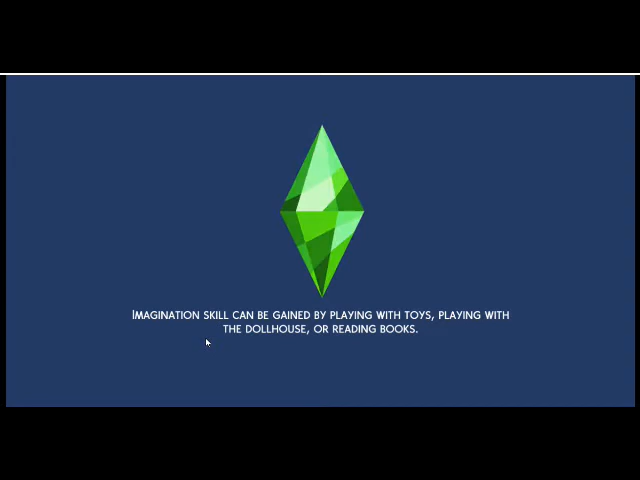 Imagination skill can be gained by playing with toys, playing with
the dollhouse, or reading books.